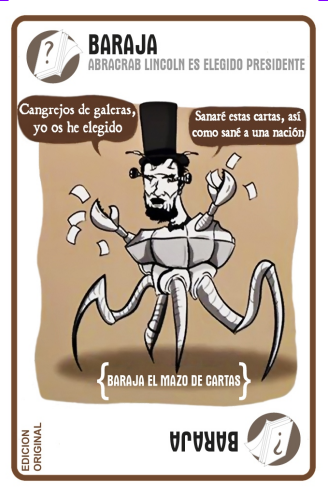 BARAJA
ABRACRAB LINCOLN ES ELEGIDO PRESIDENTE
Cangrejos de galeras,
yo os he elegido
Sanaré estas cartas, así
como sané a una nación
{BARAJA EL MAZO DE CARTAS}
EDICION
ORIGINAL
BARAJA